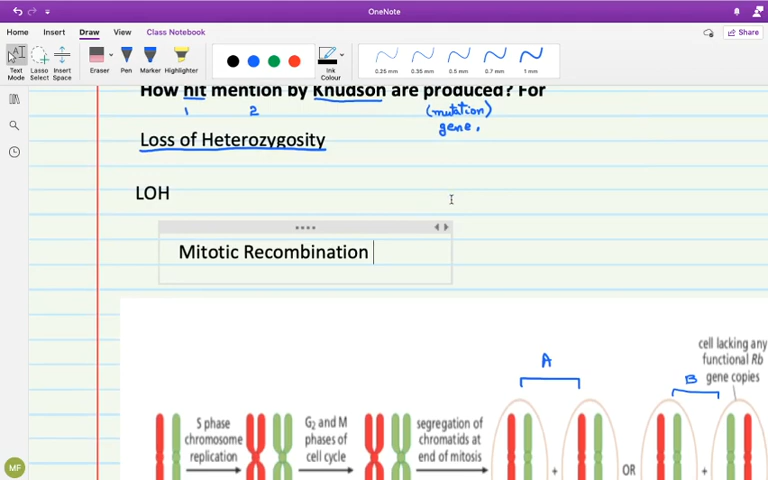 OneNote
Home Insert Draw View Class Notebook
Share
Text Mode
Lasso Select
Insert Space
Eraser
Pen
Marker
Highlighter
Ink Colour
0.25 mm
0.35 mm
0.5 mm
0.7 mm
1 mm
How hit mention by Knudson are produced? For
1 2 (mutation)
gene,
Loss of Heterozygosity
LOH
Mitotic Recombination
cell lacking any
functional Rb
gene copies
A
B
S phase
chromosome
replication
G2 and M
phases of
cell cycle
segregation of
chromatids at
end of mitosis
+ OR +
MF